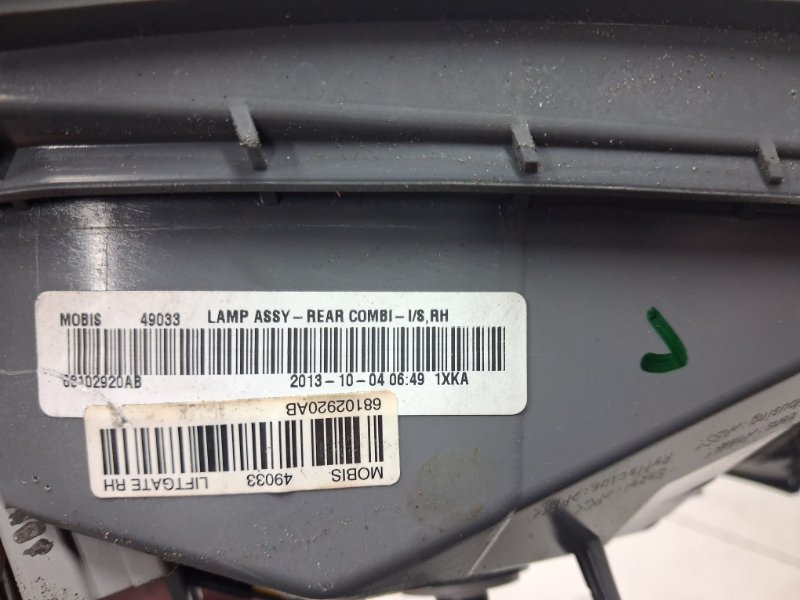 MOBIS 49033 LAMP ASSY-REAR COMBI-I/S,RH
68102920AB 2013-10-04 06:49 1XKA
68102920AB
MOBIS 49033 LIFTGATE RH